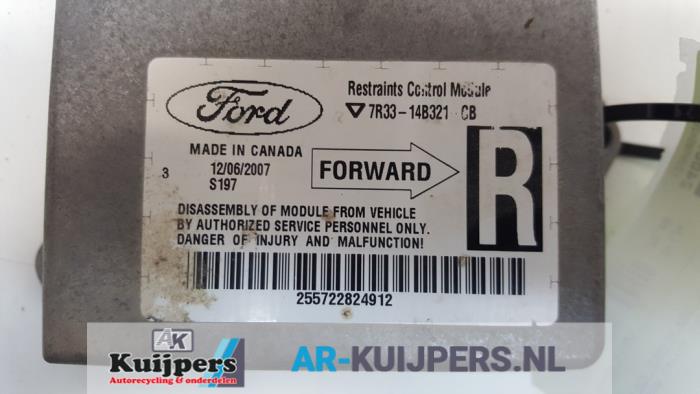 Ford
Restraints Control Module
7R33-14B321 CB
MADE IN CANADA
3
12/06/2007
S197
FORWARD
R
DISASSEMBLY OF MODULE FROM VEHICLE
BY AUTHORIZED SERVICE PERSONNEL ONLY.
DANGER OF INJURY AND MALFUNCTION!
255722824912
AK
Kuijpers
Autorecycling & onderdelen
AR-KUIJPERS.NL